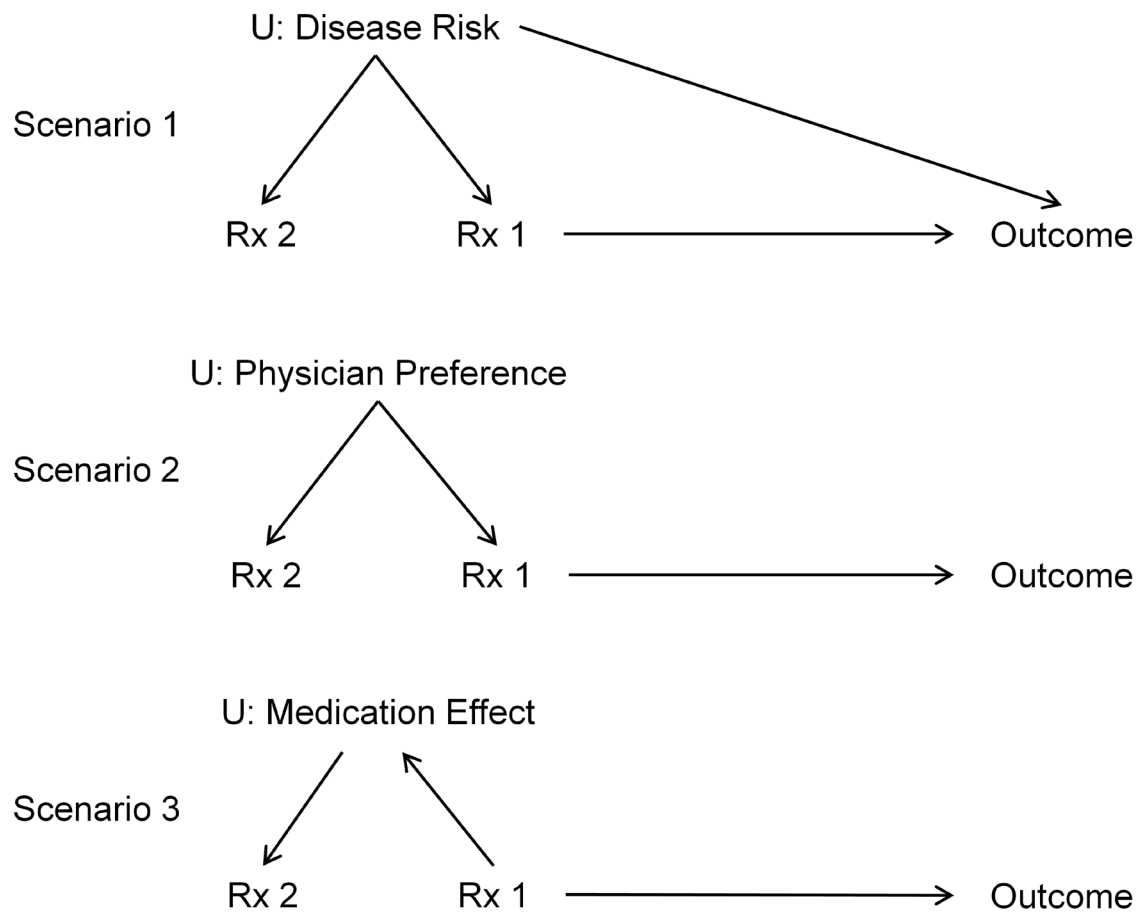 U: Disease Risk
Scenario 1
Rx 2 Rx 1 Outcome
U: Physician Preference
Scenario 2
Rx 2 Rx 1 Outcome
U: Medication Effect
Scenario 3
Rx 2 Rx 1 Outcome